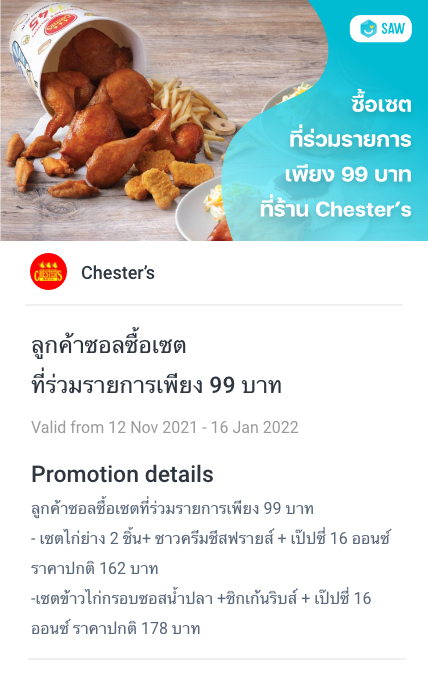 SAW
ซื้อเซต
ที่ร่วมรายการ
เพียง 99 บาท
ที่ร้าน Chester's
CHESTER'S
Chester's
ลูกค้าซอลซื้อเซต
ที่ร่วมรายการเพียง 99 บาท
Valid from 12 Nov 2021 - 16 Jan 2022
Promotion details
ลูกค้าซอลซื้อเซตที่ร่วมรายการเพียง 99 บาท
- เซตไก่ย่าง 2 ชิ้น+ ซาวครีมชีสฟรายส์ + เป๊ปซี่ 16 ออนซ์
ราคาปกติ 162 บาท
-เซตข้าวไก่กรอบซอสน้ำปลา +ชิกเก้นริบส์ + เป๊ปซี่ 16
ออนซ์ ราคาปกติ 178 บาท